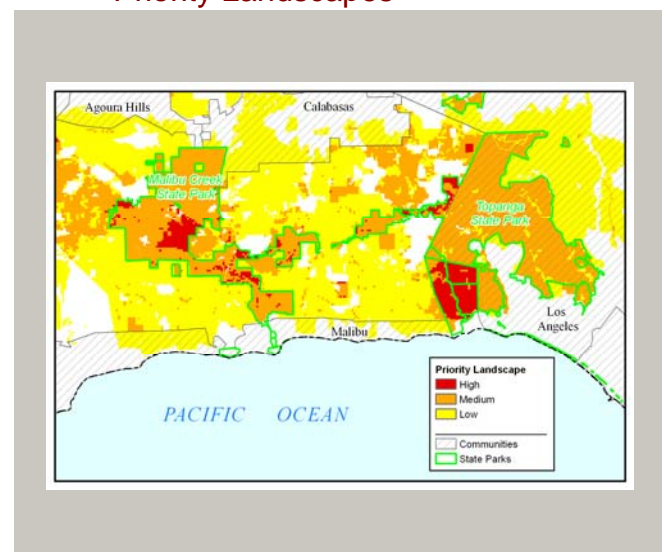 Priority Landscapes
Agoura Hills
Calabasas
Malibu Creek
State Park
Topanga
State Park
Los
Angeles
Malibu
PACIFIC OCEAN
Priority Landscape
High
Medium
Low
Communities
State Parks